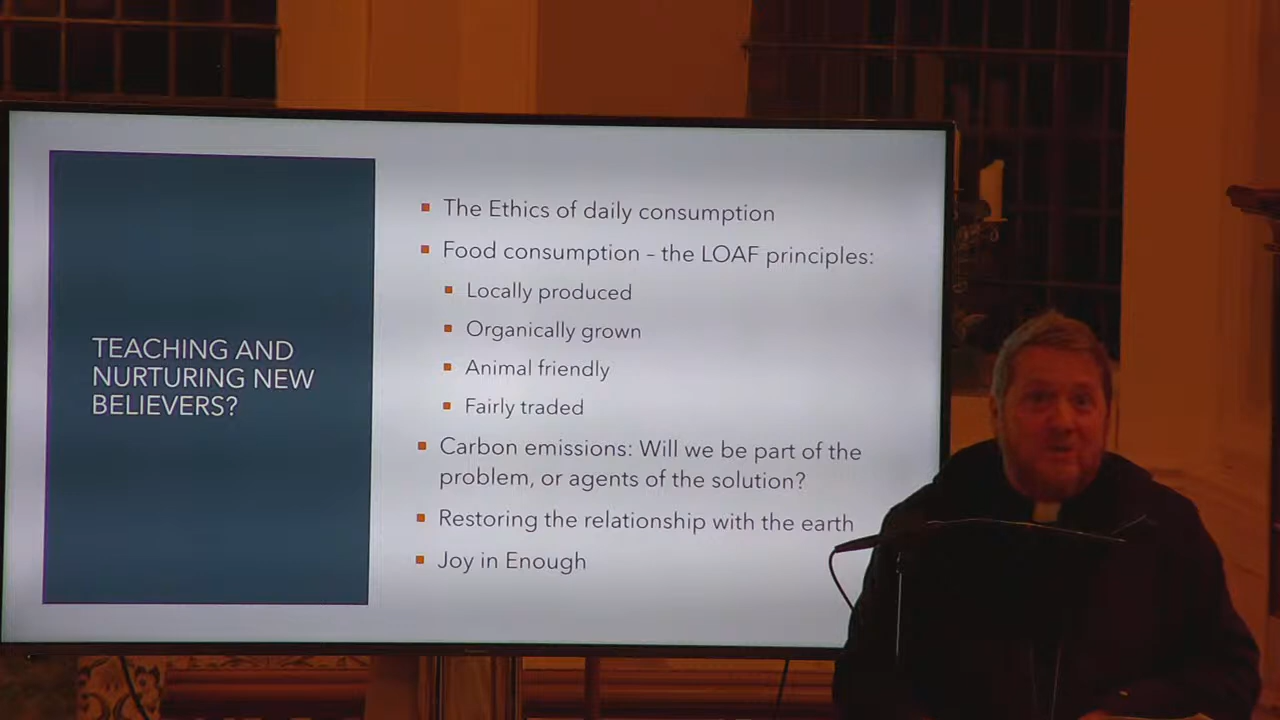 TEACHING AND
NURTURING NEW
BELIEVERS?
The Ethics of daily consumption
Food consumption – the LOAF principles:
Locally produced
Organically grown
Animal friendly
Fairly traded
Carbon emissions: Will we be part of the
problem, or agents of the solution?
Restoring the relationship with the earth
Joy in Enough